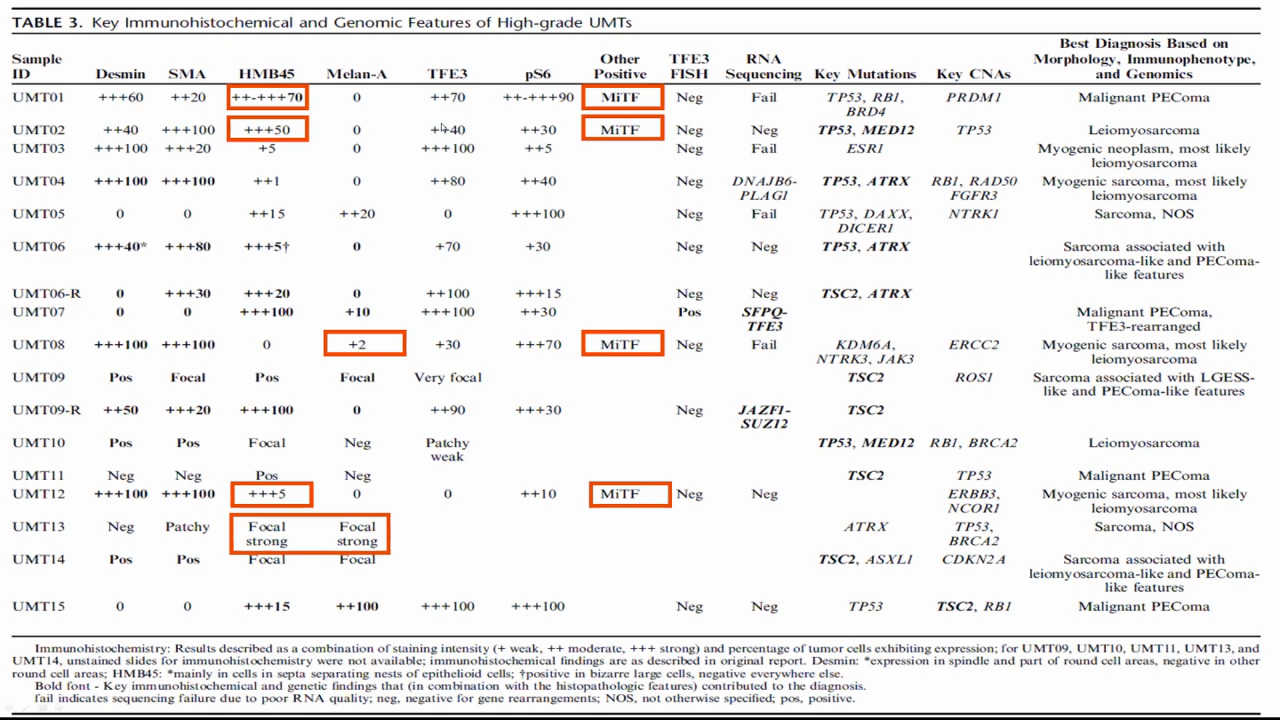 TABLE 3. Key Immunohistochemical and Genomic Features of High-grade UMTs
Sample ID Desmin SMA HMB45 Melan-A TFE3 pS6 Other Positive TFE3 FISH RNA Sequencing Key Mutations Key CNAs Best Diagnosis Based on Morphology, Immunophenotype, and Genomics
UMT01 +++60 ++20 ++-+++70 0 ++70 ++-+++90 MiTF Neg Fail TP53, RB1, BRD4 PRDM1 Malignant PEComa
UMT02 ++40 +++100 +++50 0 ++40 ++30 MiTF Neg Neg TP53, MED12 TP53 Leiomyosarcoma
UMT03 +++100 +++20 +5 0 +++100 ++5 Neg Fail ESR1 Myogenic neoplasm, most likely leiomyosarcoma
UMT04 +++100 +++100 ++1 0 ++80 ++40 Neg DNAJB6-PLAG1 TP53, ATRX RB1, RAD50 FGFR3 Myogenic sarcoma, most likely leiomyosarcoma
UMT05 0 0 ++15 ++20 0 +++100 Neg Fail TP53, DAXX, DICER1 NTRK1 Sarcoma, NOS
UMT06 +++40* +++80 +++5† 0 +70 +30 Neg Neg TP53, ATRX Sarcoma associated with leiomyosarcoma-like and PEComa-like features
UMT06-R 0 +++30 +++20 0 ++100 +++15 Neg Neg TSC2, ATRX
UMT07 0 0 +++100 +10 +++100 ++30 Pos SFPQ-TFE3 Malignant PEComa, TFE3-rearranged
UMT08 +++100 +++100 0 +2 +30 +++70 MiTF Neg Fail KDM6A, NTRK3, JAK3 ERCC2 Myogenic sarcoma, most likely leiomyosarcoma
UMT09 Pos Focal Pos Focal Very focal TSC2 ROS1 Sarcoma associated with LGESS-like and PEComa-like features
UMT09-R ++50 +++20 +++100 0 ++90 +++30 Neg JAZF1-SUZ12 TSC2
UMT10 Pos Pos Focal Neg Patchy weak TP53, MED12 RB1, BRCA2 Leiomyosarcoma
UMT11 Neg Neg Pos Neg TSC2 TP53 Malignant PEComa
UMT12 +++100 +++100 +++5 0 0 ++10 MiTF Neg Neg ERBB3, NCOR1 Myogenic sarcoma, most likely leiomyosarcoma
UMT13 Neg Patchy Focal strong Focal strong ATRX TP53, BRCA2 Sarcoma, NOS
UMT14 Pos Pos Focal Focal TSC2, ASXL1 CDKN2A Sarcoma associated with leiomyosarcoma-like and PEComa-like features
UMT15 0 0 +++15 ++100 +++100 +++100 Neg Neg TP53 TSC2, RB1 Malignant PEComa
Immunohistochemistry: Results described as a combination of staining intensity (+ weak, ++ moderate, +++ strong) and percentage of tumor cells exhibiting expression; for UMT09, UMT10, UMT11, UMT13, and
UMT14, unstained slides for immunohistochemistry were not available; immunohistochemical findings are as described in original report. Desmin: *expression in spindle and part of round cell areas, negative in other
round cell areas; HMB45: *mainly in cells in septa separating nests of epithelioid cells; †positive in bizarre large cells, negative everywhere else.
Bold font - Key immunohistochemical and genetic findings that (in combination with the histopathologic features) contributed to the diagnosis.
fail indicates sequencing failure due to poor RNA quality; neg, negative for gene rearrangements; NOS, not otherwise specified; pos, positive.